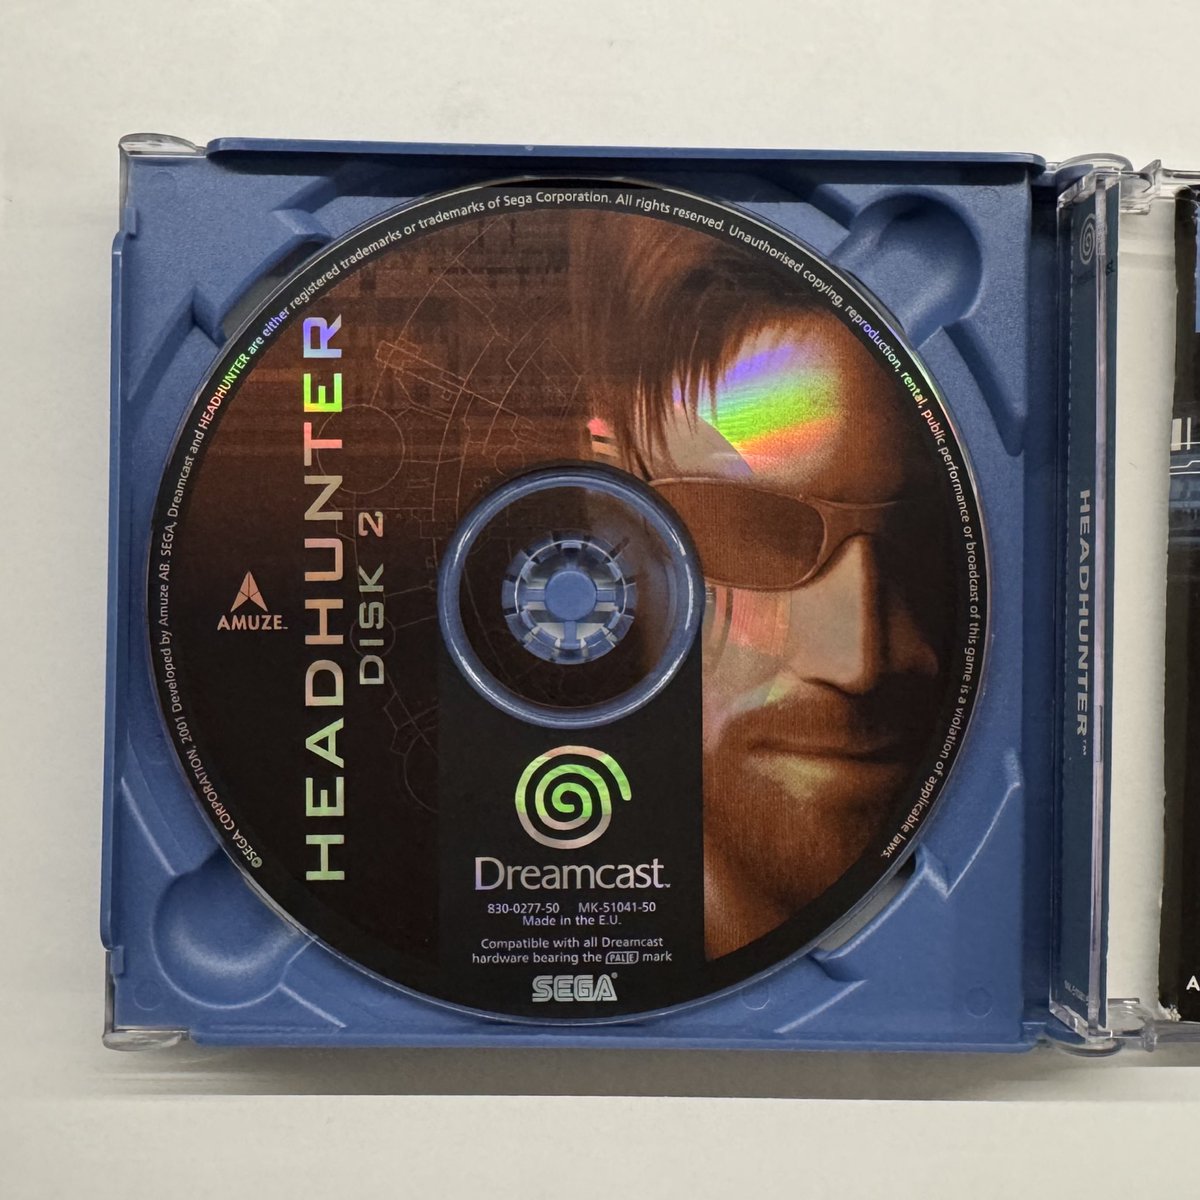 ©SEGA CORPORATION, 2001 Developed by Amuze AB. SEGA, Dreamcast and HEADHUNTER are either registered trademarks or trademarks of Sega Corporation. All rights reserved. Unauthorised copying, reproduction, rental, public performance or broadcast of this game is a violation of applicable laws.
HEADHUNTER
DISK 2
AMUZE™
Dreamcast™
830-0277-50 MK-51041-50
Made in the E.U.
Compatible with all Dreamcast
hardware bearing the PAL E mark
SEGA®
HEADHUNTER™
A